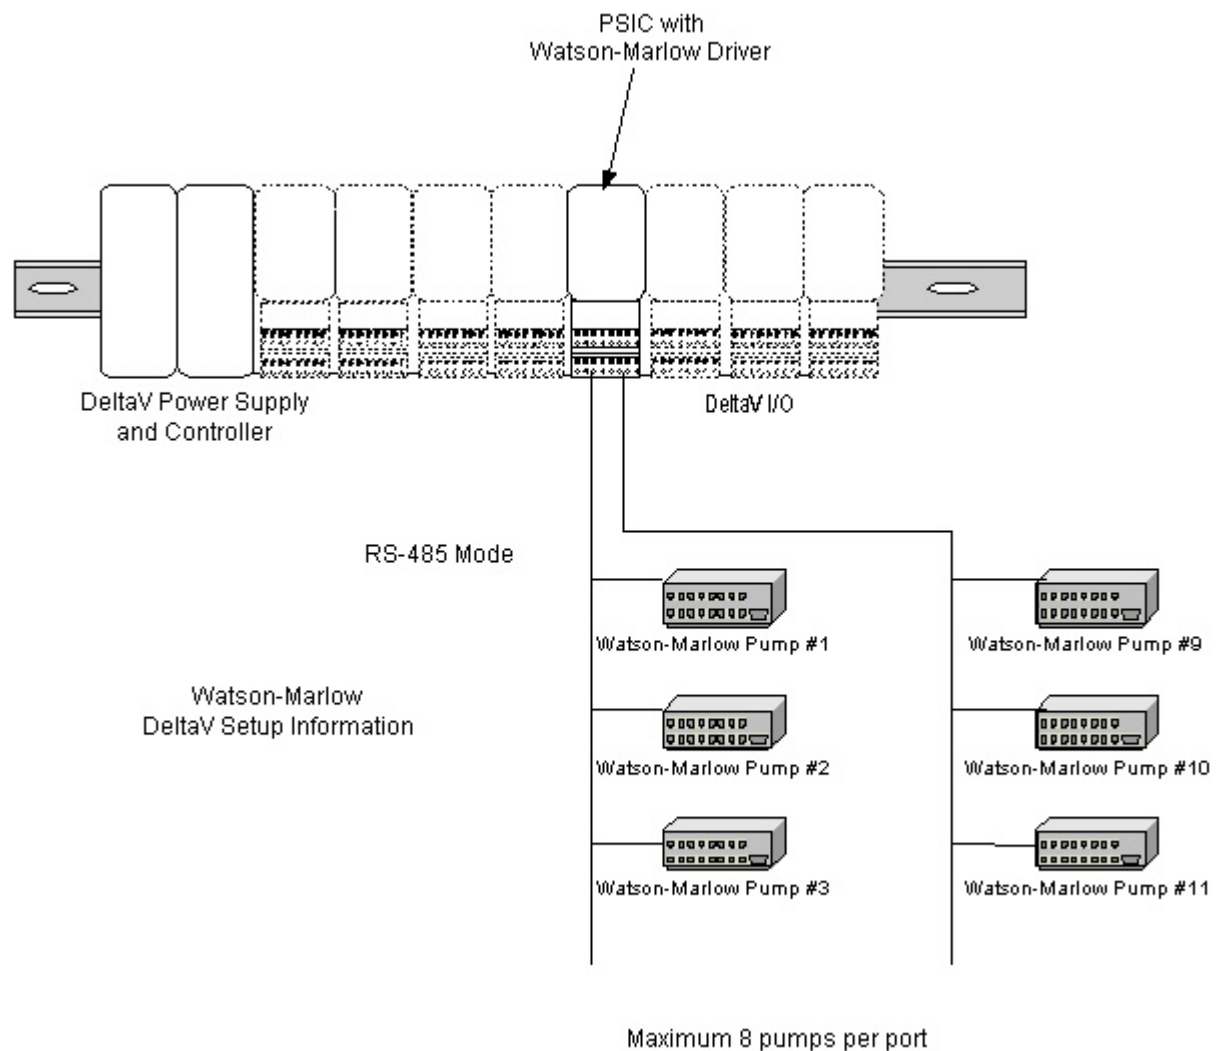 PSIC with
Watson-Marlow Driver
DeltaV Power Supply
and Controller
DeltaV I/O
RS-485 Mode
Watson-Marlow Pump #1
Watson-Marlow Pump #9
Watson-Marlow
DeltaV Setup Information
Watson-Marlow Pump #2
Watson-Marlow Pump #10
Watson-Marlow Pump #3
Watson-Marlow Pump #11
Maximum 8 pumps per port